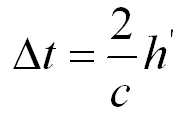 Δt = 2/c h'